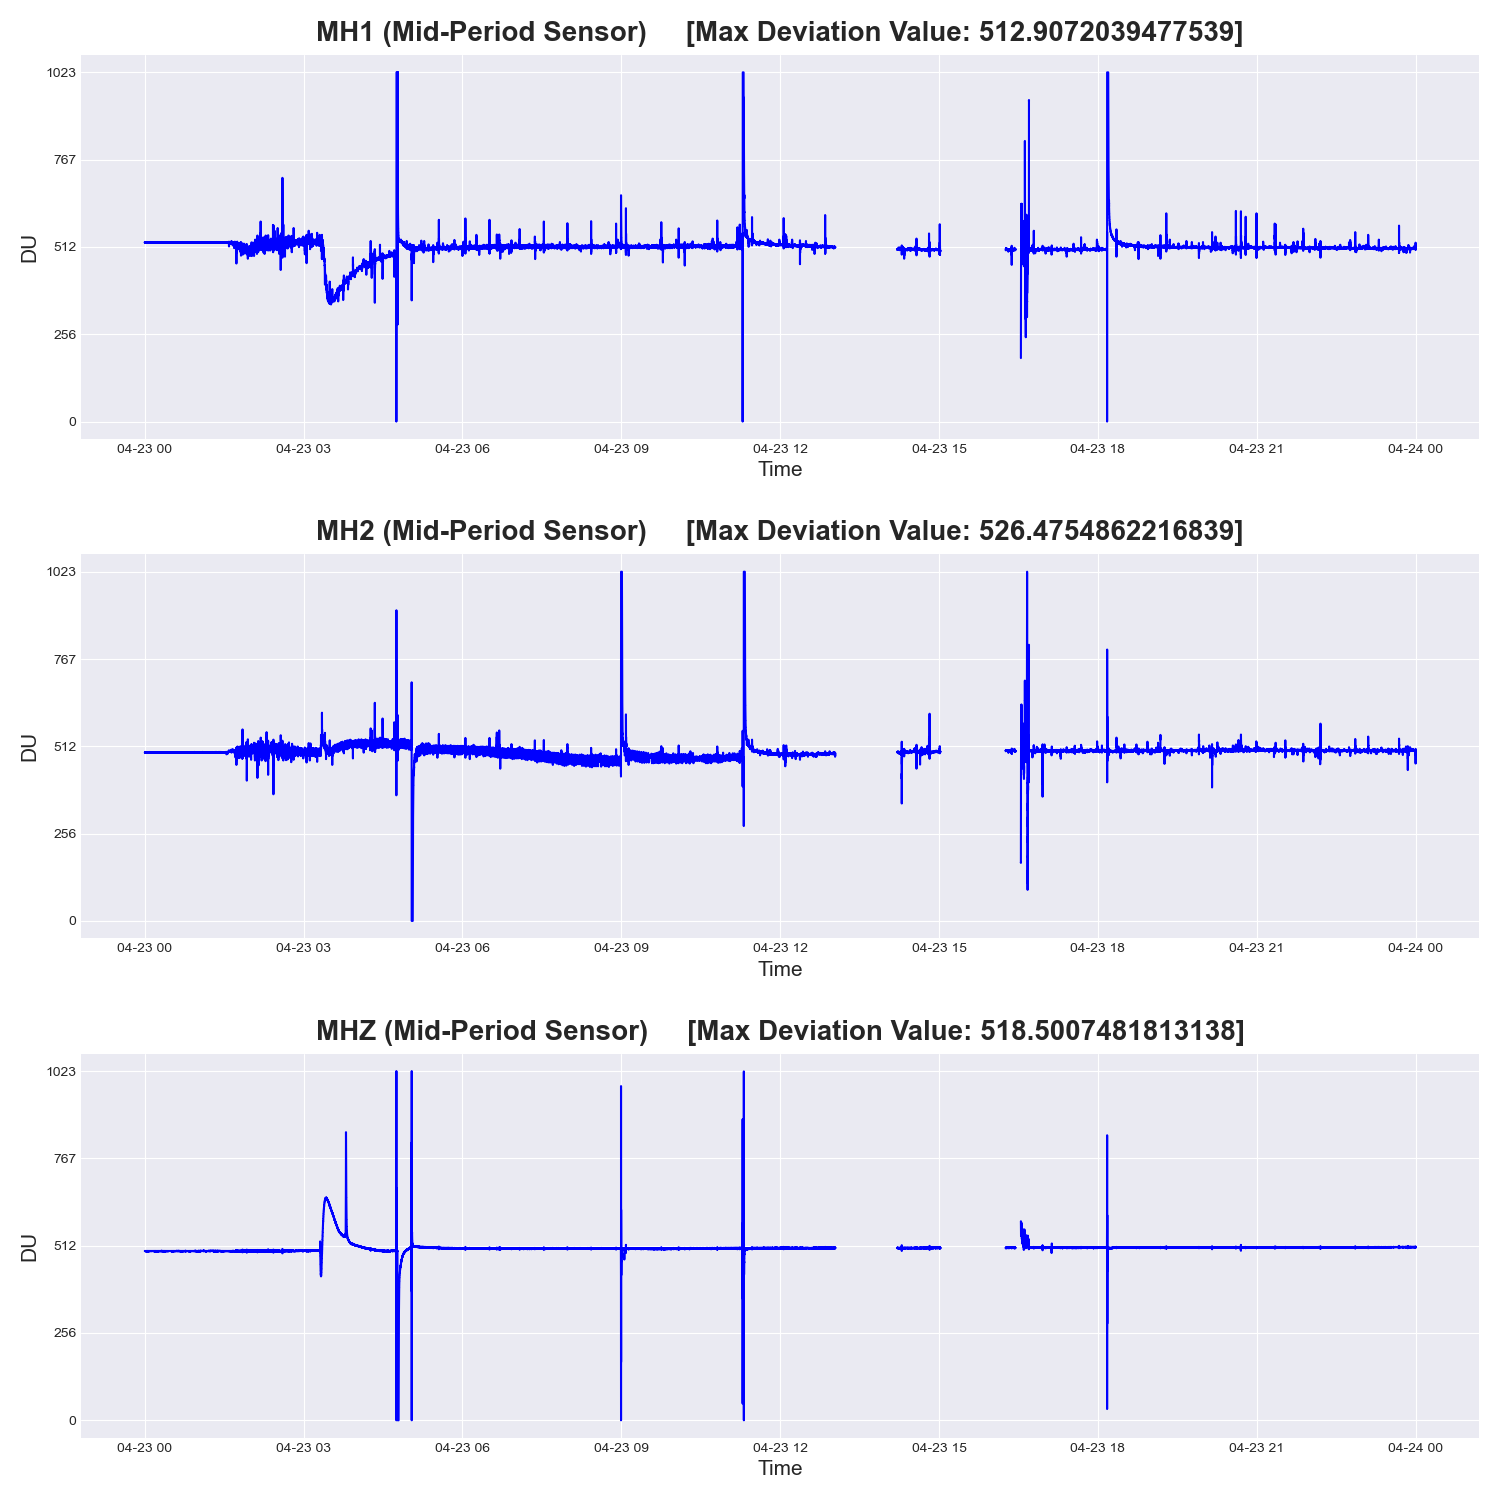 MH1 (Mid-Period Sensor) [Max Deviation Value: 512.9072039477539]
1023
767
512
256
0
DU
04-23 00 04-23 03 04-23 06 04-23 09 04-23 12 04-23 15 04-23 18 04-23 21 04-24 00
Time
MH2 (Mid-Period Sensor) [Max Deviation Value: 526.4754862216839]
1023
767
512
256
0
DU
04-23 00 04-23 03 04-23 06 04-23 09 04-23 12 04-23 15 04-23 18 04-23 21 04-24 00
Time
MHZ (Mid-Period Sensor) [Max Deviation Value: 518.5007481813138]
1023
767
512
256
0
DU
04-23 00 04-23 03 04-23 06 04-23 09 04-23 12 04-23 15 04-23 18 04-23 21 04-24 00
Time